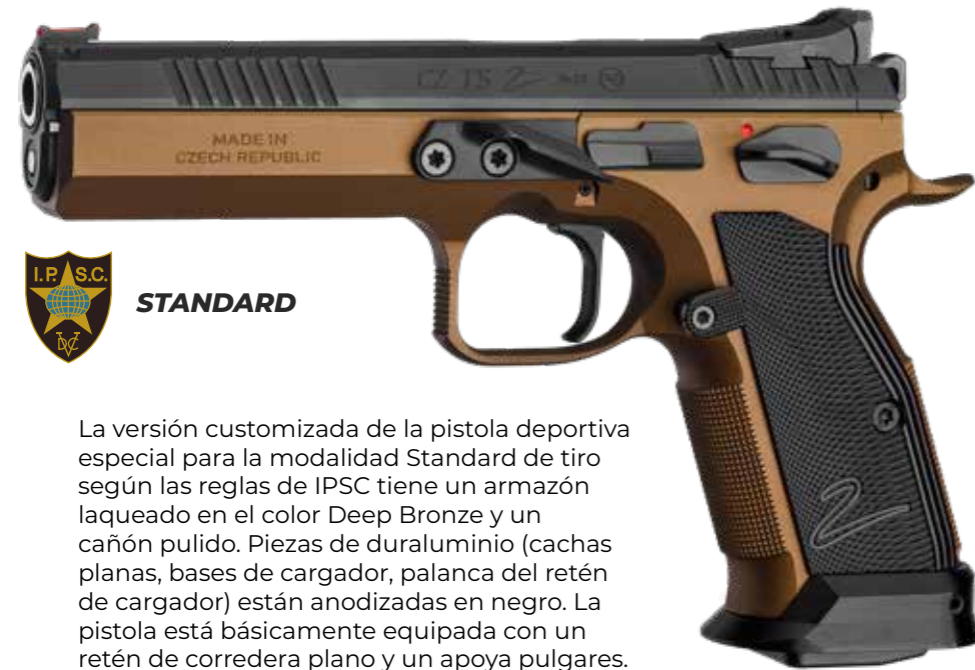 CZ TS 2
MADE IN
CZECH REPUBLIC
I.P.S.C.
DVC
STANDARD
La versión customizada de la pistola deportiva
especial para la modalidad Standard de tiro
según las reglas de IPSC tiene un armazón
laqueado en el color Deep Bronze y un
cañón pulido. Piezas de duraluminio (cachas
planas, bases de cargador, palanca del retén
de cargador) están anodizadas en negro. La
pistola está básicamente equipada con un
retén de corredera plano y un apoya pulgares.
2